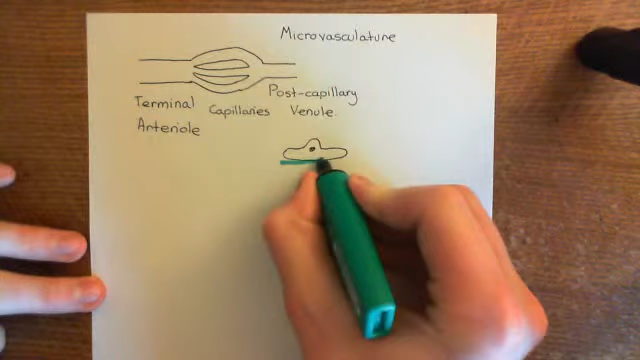 Microvasculature
Post-capillary
Terminal Capillaries Venule.
Arteriole